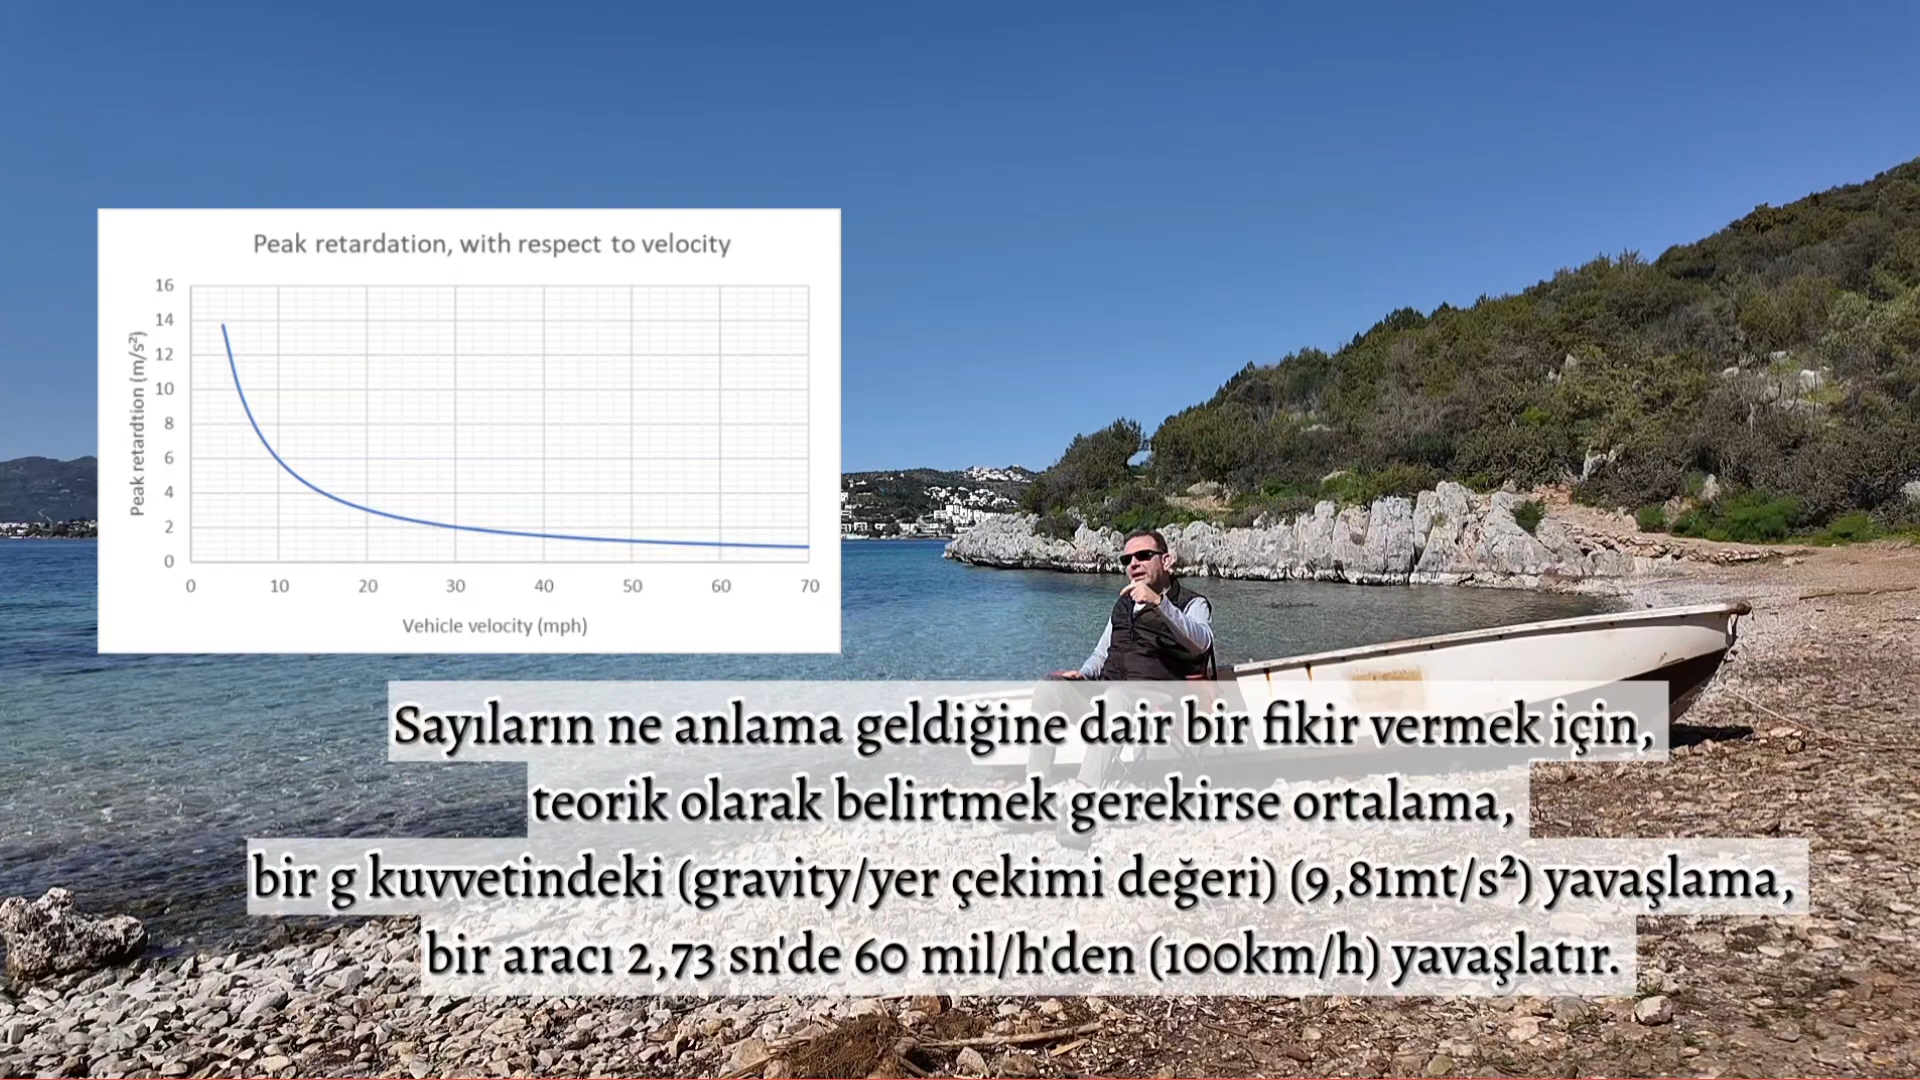 Peak retardation, with respect to velocity
Peak retardtion (m/s²)
16
14
12
10
8
6
4
2
0
0 10 20 30 40 50 60 70
Vehicle velocity (mph)
Sayıların ne anlama geldiğine dair bir fikir vermek için,
teorik olarak belirtmek gerekirse ortalama,
bir g kuvvetindeki (gravity/yer çekimi değeri) (9,81mt/s²) yavaşlama,
bir aracı 2,73 sn'de 60 mil/h'den (100km/h) yavaşlatır.